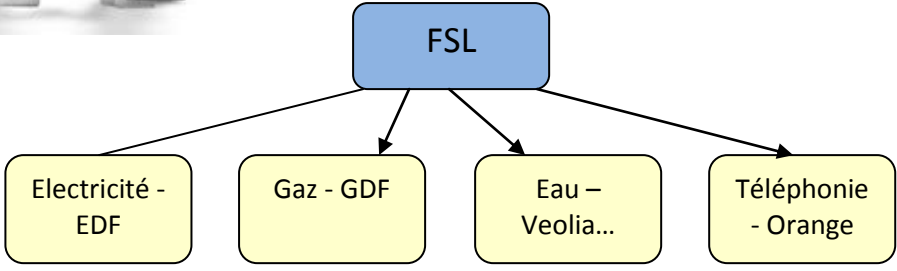 FSL
Electricité -
EDF
Gaz - GDF
Eau –
Veolia...
Téléphonie
- Orange